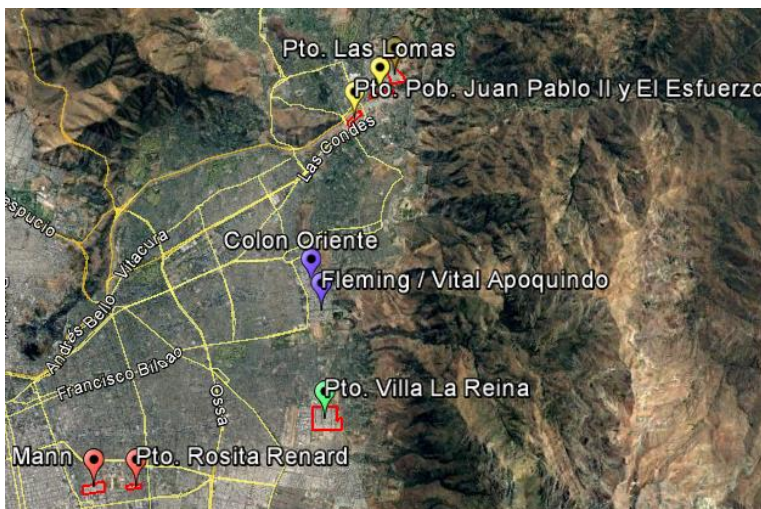 Pto. Las Lomas
Pto. Pob. Juan Pablo II y El Esfuerzo
Las Condes
espucio
Vitacura
Colon Oriente
Fleming / Vital Apoquindo
Andrés Bello
Francisco Bilbao
Ossa
Pto. Villa La Reina
Mann
Pto. Rosita Renard